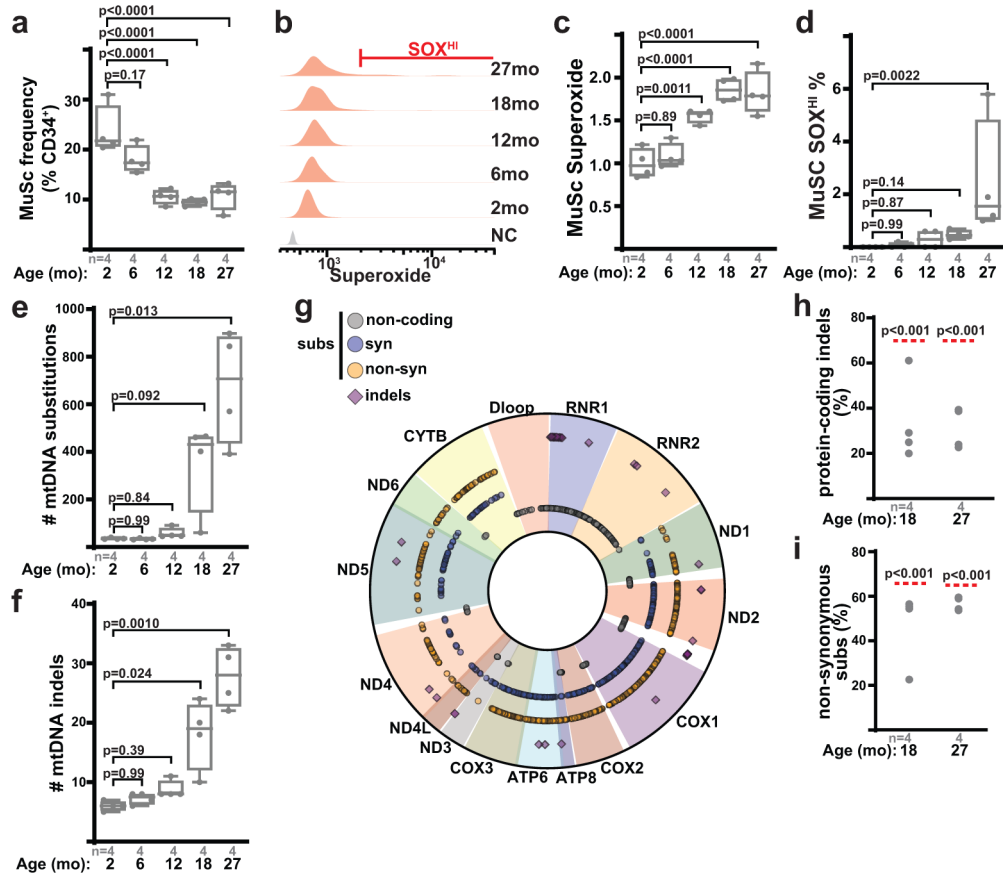 a
p<0.0001
p<0.0001
p<0.0001
p=0.17
MuSc frequency
(% CD34⁺)
30
20
10
n=4 4 4 4 4
Age (mo): 2 6 12 18 27
b
SOXᴴᴵ
27mo
18mo
12mo
6mo
2mo
NC
10³ 10⁴
Superoxide
c
p<0.0001
p<0.0001
p=0.0011
p=0.89
MuSc Superoxide
2.0
1.5
1.0
0.5
n=4 4 4 4 4
Age (mo): 2 6 12 18 27
d
p=0.0022
p=0.14
p=0.87
p=0.99
MuSC SOXᴴᴵ %
6
4
2
0
n=4 4 4 4 4
Age (mo): 2 6 12 18 27
e
p=0.013
p=0.092
p=0.84
p=0.99
# mtDNA substitutions
1000
800
600
400
200
n=4 4 4 4 4
Age (mo): 2 6 12 18 27
f
p=0.0010
p=0.024
p=0.39
p=0.99
# mtDNA indels
40
30
20
10
n=4 4 4 4 4
Age (mo): 2 6 12 18 27
g
subs
non-coding
syn
non-syn
indels
Dloop
RNR1
RNR2
ND1
ND2
COX1
COX2
ATP8
ATP6
COX3
ND3
ND4L
ND4
ND5
ND6
CYTB
h
p<0.001 p<0.001
protein-coding indels
(%)
80
60
40
20
0
n=4 4
Age (mo): 18 27
i
p<0.001 p<0.001
non-synonymous
subs (%)
80
60
40
20
0
n=4 4
Age (mo): 18 27